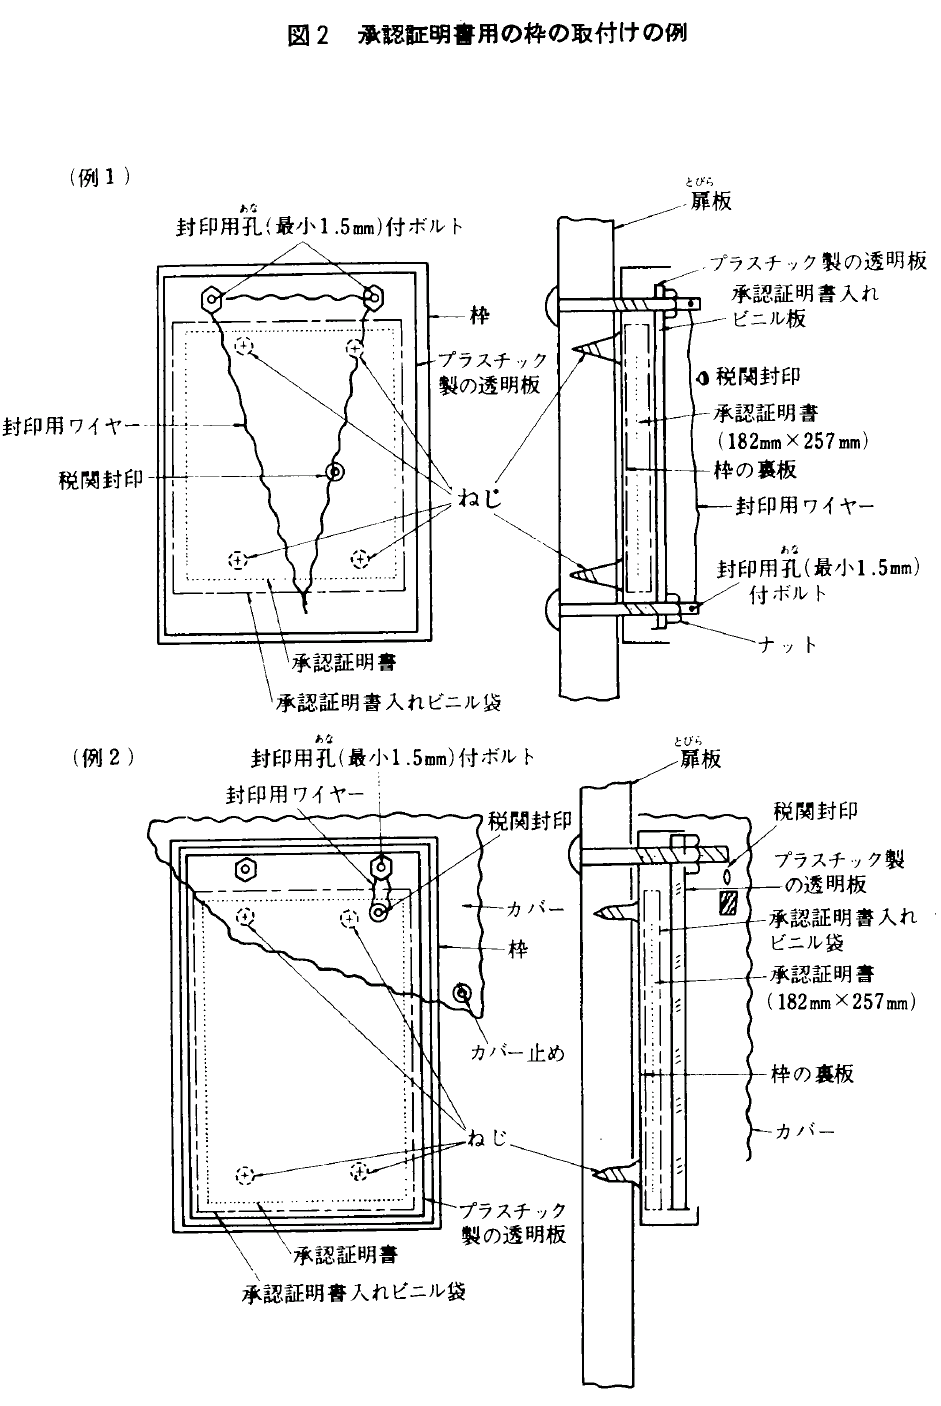 図2 承認証明書用の枠の取付けの例
(例1)
あな
封印用孔(最小1.5mm)付ボルト
枠
プラスチック
製の透明板
封印用ワイヤー
税関封印
ねじ
承認証明書
承認証明書入れビニル袋
とびら
扉板
プラスチック製の透明板
承認証明書入れ
ビニル板
税関封印
承認証明書
(182mm×257mm)
枠の裏板
封印用ワイヤー
あな
封印用孔(最小1.5mm)
付ボルト
ナット
(例2)
あな
封印用孔(最小1.5mm)付ボルト
封印用ワイヤー
税関封印
カバー
枠
カバー止め
ねじ
プラスチック
製の透明板
承認証明書
承認証明書入れビニル袋
とびら
扉板
税関封印
プラスチック製
の透明板
承認証明書入れ
ビニル袋
承認証明書
(182mm×257mm)
枠の裏板
カバー